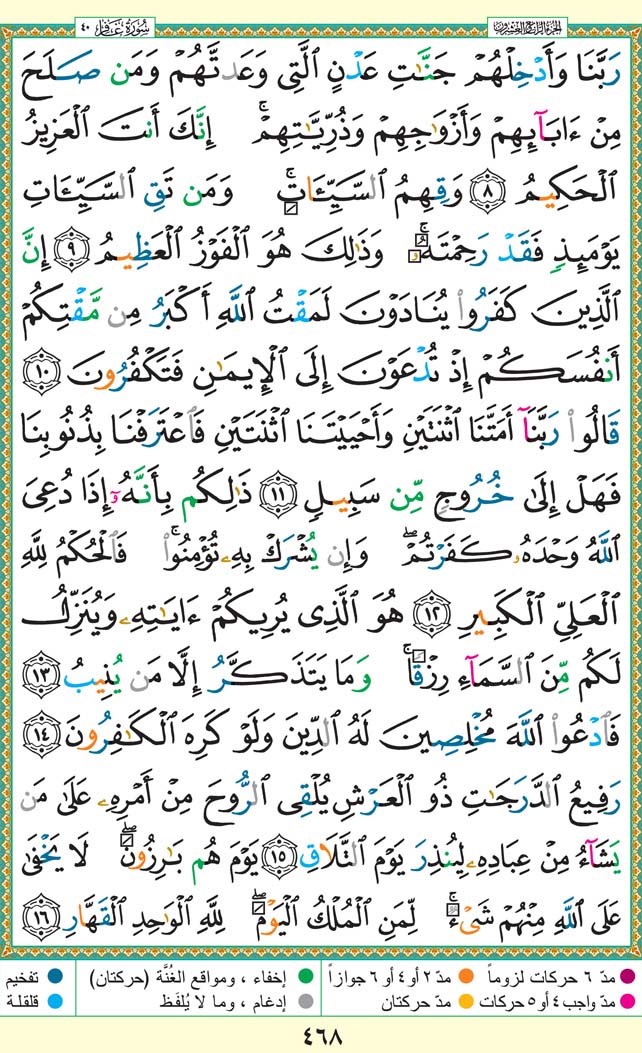 سُورَةُ غَافِرٍ ٤٠
الجزء الرابع والعشرون
رَبَّنَا وَأَدْخِلْهُمْ جَنَّٰتِ عَدْنٍ ٱلَّتِى وَعَدتَّهُمْ وَمَن صَلَحَ
مِنْ ءَابَآئِهِمْ وَأَزْوَٰجِهِمْ وَذُرِّيَّٰتِهِمْ ۚ إِنَّكَ أَنتَ ٱلْعَزِيزُ
ٱلْحَكِيمُ ٨ وَقِهِمُ ٱلسَّيِّـَٔاتِ ۚ وَمَن تَقِ ٱلسَّيِّـَٔاتِ
يَوْمَئِذٍ فَقَدْ رَحِمْتَهُۥ ۚ وَذَٰلِكَ هُوَ ٱلْفَوْزُ ٱلْعَظِيمُ ٩ إِنَّ
ٱلَّذِينَ كَفَرُوا۟ يُنَادَوْنَ لَمَقْتُ ٱللَّهِ أَكْبَرُ مِن مَّقْتِكُمْ
أَنفُسَكُمْ إِذْ تُدْعَوْنَ إِلَى ٱلْإِيمَٰنِ فَتَكْفُرُونَ ١٠
قَالُوا۟ رَبَّنَآ أَمَتَّنَا ٱثْنَتَيْنِ وَأَحْيَيْتَنَا ٱثْنَتَيْنِ فَٱعْتَرَفْنَا بِذُنُوبِنَا
فَهَلْ إِلَىٰ خُرُوجٍ مِّن سَبِيلٍ ١١ ذَٰلِكُم بِأَنَّهُۥٓ إِذَا دُعِىَ
ٱللَّهُ وَحْدَهُۥ كَفَرْتُمْ ۖ وَإِن يُشْرَكْ بِهِۦ تُؤْمِنُوا۟ ۚ فَٱلْحُكْمُ لِلَّهِ
ٱلْعَلِىِّ ٱلْكَبِيرِ ١٢ هُوَ ٱلَّذِى يُرِيكُمْ ءَايَٰتِهِۦ وَيُنَزِّلُ
لَكُم مِّنَ ٱلسَّمَآءِ رِزْقًا ۚ وَمَا يَتَذَكَّرُ إِلَّا مَن يُنِيبُ ١٣
فَٱدْعُوا۟ ٱللَّهَ مُخْلِصِينَ لَهُ ٱلدِّينَ وَلَوْ كَرِهَ ٱلْكَٰفِرُونَ ١٤
رَفِيعُ ٱلدَّرَجَٰتِ ذُو ٱلْعَرْشِ يُلْقِى ٱلرُّوحَ مِنْ أَمْرِهِۦ عَلَىٰ مَن
يَشَآءُ مِنْ عِبَادِهِۦ لِيُنذِرَ يَوْمَ ٱلتَّلَاقِ ١٥ يَوْمَ هُم بَٰرِزُونَ ۖ لَا يَخْفَىٰ
عَلَى ٱللَّهِ مِنْهُمْ شَىْءٌ ۚ لِّمَنِ ٱلْمُلْكُ ٱلْيَوْمَ ۖ لِلَّهِ ٱلْوَٰحِدِ ٱلْقَهَّارِ ١٦
مدّ ٦ حركات لزوماً مدّ ٢ أو ٤ أو ٦ جوازاً إخفاء ، ومواقع الغُنَّة (حركتان) تفخيم
مدّ واجب ٤ أو ٥ حركات مدّ حركتان إدغام ، وما لا يُلفَظ قلقلة
٤٦٨